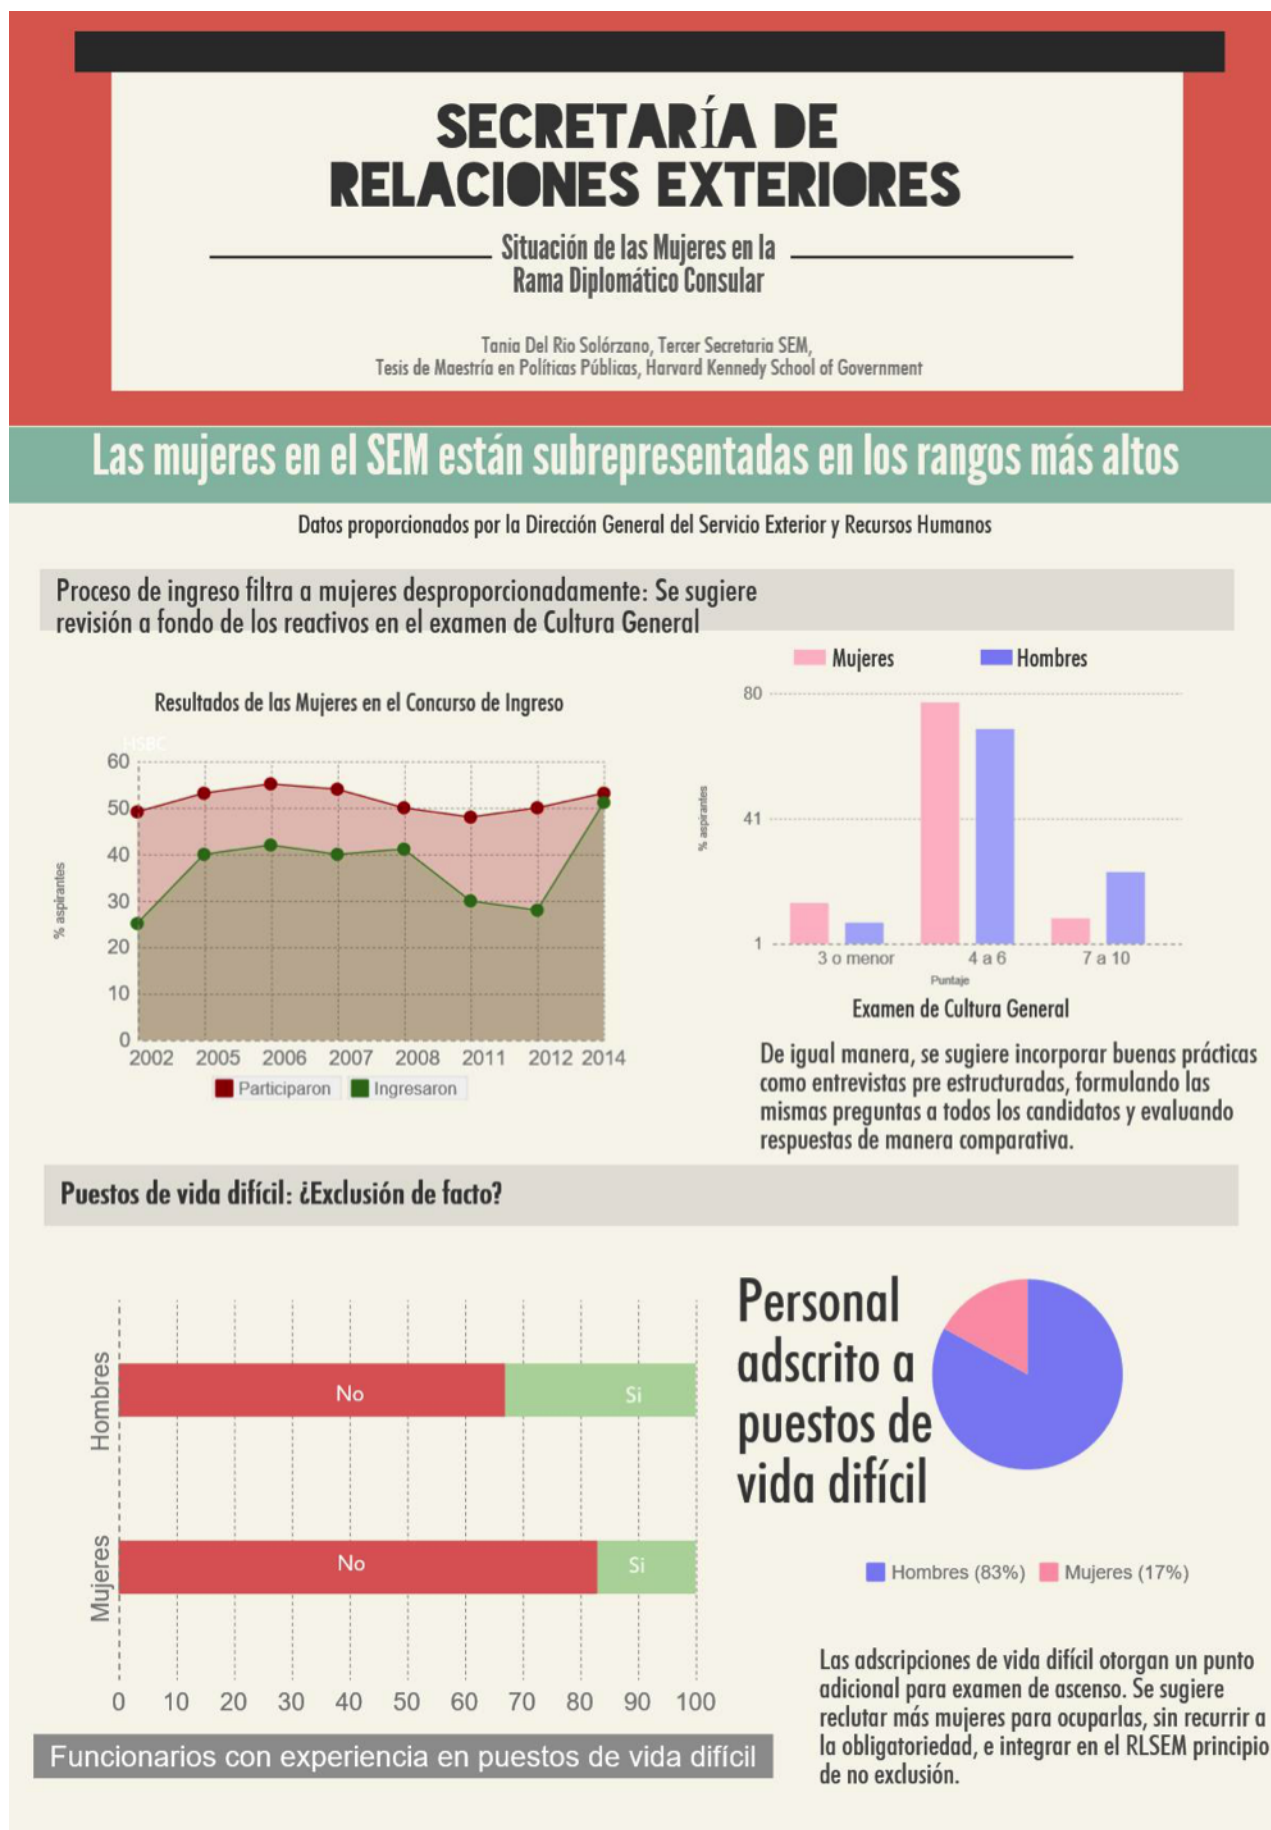 SECRETARÍA DE
RELACIONES EXTERIORES
Situación de las Mujeres en la
Rama Diplomático Consular
Tania Del Rio Solórzano, Tercer Secretaria SEM,
Tesis de Maestría en Políticas Públicas, Harvard Kennedy School of Government
Las mujeres en el SEM están subrepresentadas en los rangos más altos
Datos proporcionados por la Dirección General del Servicio Exterior y Recursos Humanos
Proceso de ingreso filtra a mujeres desproporcionadamente: Se sugiere
revisión a fondo de los reactivos en el examen de Cultura General
Resultados de las Mujeres en el Concurso de Ingreso
HSBC
60
50
40
30
20
10
0
% aspirantes
2002 2005 2006 2007 2008 2011 2012 2014
Participaron Ingresaron
Mujeres Hombres
80
41
1
% aspirantes
3 o menor 4 a 6 7 a 10
Puntaje
Examen de Cultura General
De igual manera, se sugiere incorporar buenas prácticas
como entrevistas pre estructuradas, formulando las
mismas preguntas a todos los candidatos y evaluando
respuestas de manera comparativa.
Puestos de vida difícil: ¿Exclusión de facto?
Hombres
No Si
Mujeres
No Si
0 10 20 30 40 50 60 70 80 90 100
Funcionarios con experiencia en puestos de vida difícil
Personal
adscrito a
puestos de
vida difícil
Hombres (83%) Mujeres (17%)
Las adscripciones de vida difícil otorgan un punto
adicional para examen de ascenso. Se sugiere
reclutar más mujeres para ocuparlas, sin recurrir a
la obligatoriedad, e integrar en el RLSEM principio
de no exclusión.